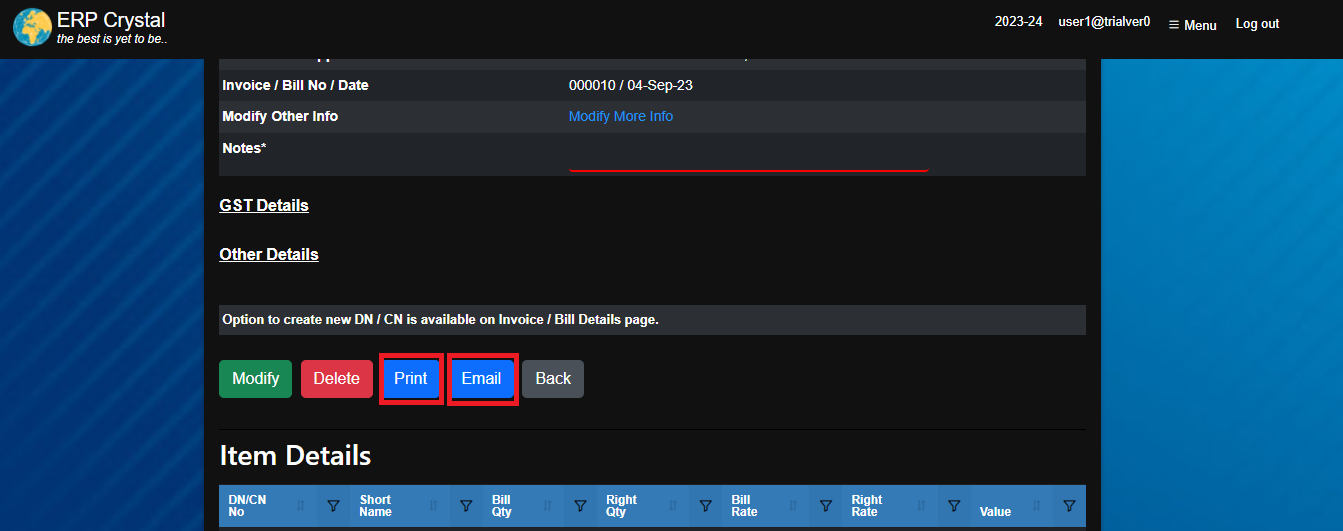 ERP Crystal
the best is yet to be..
2023-24 user1@trialver0 ☰ Menu Log out
Invoice / Bill No / Date 000010 / 04-Sep-23
Modify Other Info Modify More Info
Notes*
GST Details
Other Details
Option to create new DN / CN is available on Invoice / Bill Details page.
Modify Delete Print Email Back
Item Details
DN/CN No Short Name Bill Qty Right Qty Bill Rate Right Rate Value